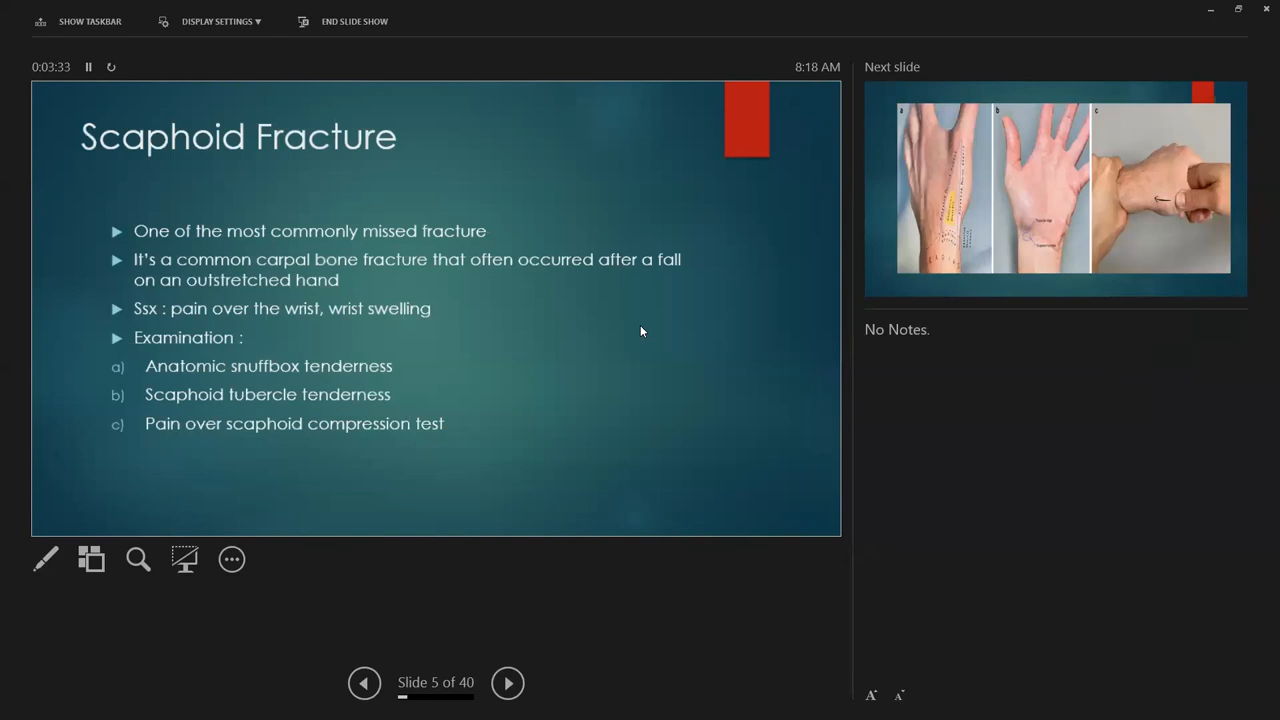 SHOW TASKBAR
DISPLAY SETTINGS ▼
END SLIDE SHOW
0:03:33
8:18 AM
Scaphoid Fracture
One of the most commonly missed fracture
It's a common carpal bone fracture that often occurred after a fall
on an outstretched hand
Ssx : pain over the wrist, wrist swelling
Examination :
a) Anatomic snuffbox tenderness
b) Scaphoid tubercle tenderness
c) Pain over scaphoid compression test
Slide 5 of 40
Next slide
a
b
c
No Notes.
A
A